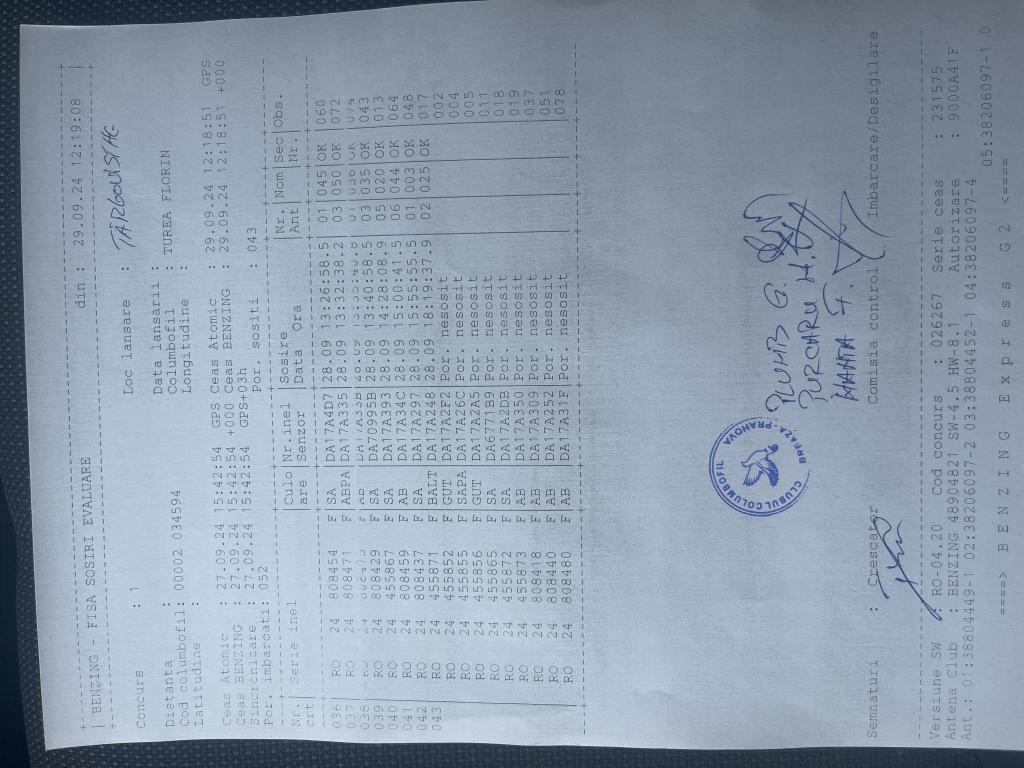 BENZING - FISA SOSIRI EVALUARE din : 29.09.24 12:19:08
Concurs : 1 Loc lansare : TÂRGOVISTAG
Distanta : Data lansarii :
Cod columbofil: 00002 034594 Columbofil : TUREA FLORIN
Latitudine : Longitudine :
Ceas Atomic : 27.09.24 15:42:54 GPS Ceas Atomic : 29.09.24 12:18:51 GPS
Ceas BENZING : 27.09.24 15:42:54 +000 Ceas BENZING : 29.09.24 12:18:51 +000
Sincronizare : 27.09.24 15:42:54 GPS+03h
Por. imbarcati: 052 Por. sositi : 043
Nr. Serie inel Culo Nr.inel Sosire Nr. Nom Sec Obs.
crt are senzor Data Ora Ant Nr.
036 RO 24 808454 F SA DA17A4D7 28.09 13:26:58.5 01 045 OK 060
037 RO 24 808471 F ABPA DA17A335 28.09 13:32:38.2 03 050 OK 072
038 RO 24 F AB OK 074
039 RO 24 808429 F SA DA70995B 28.09 13:40:58.5 03 035 OK 043
040 RO 24 455867 F SA DA17A393 28.09 14:28:08.9 05 020 OK 013
041 RO 24 808459 F AB DA17A34C 28.09 15:00:41.5 06 044 OK 064
042 RO 24 808437 F SA DA17A297 28.09 15:55:55.5 01 003 OK 048
043 RO 24 455871 F BALT DA17A248 28.09 18:19:37.9 02 025 OK 017
RO 24 455852 F GUT DA17A2F2 Por. nesosit 002
RO 24 455854 F SAPA DA17A26C Por. nesosit 004
RO 24 455855 F GUT DA17A2A5 Por. nesosit 005
RO 24 455865 F SA DA6771B9 Por. nesosit 011
RO 24 455872 F SA DA17A2DB Por. nesosit 018
RO 24 455873 F AB DA17A330 Por. nesosit 019
RO 24 808418 F AB DA17A301 Por. nesosit 037
RO 24 808440 F AB DA17A252 Por. nesosit 051
RO 24 808480 F AB DA17A31F Por. nesosit 078
CLUBUL COLUMBOFIL
BREAZA - PRAHOVA
G.
PURCARU H.
F.
Semnaturi : Crescator Comisia control Imbarcare/Desigilare
Versiune SW : RO-04.20 Cod concurs : 026267 Serie ceas : 231575
Antena Club : BENZING 48904821 SW-4.5 HW-8.1 Autorizare : 9000A41F
Ant.: 01:38804449-1 02:38206097-2 03:38804452-1 04:38206097-4 05:38206097-1 0
====> B E N Z I N G E x p r e s s G 2 <====